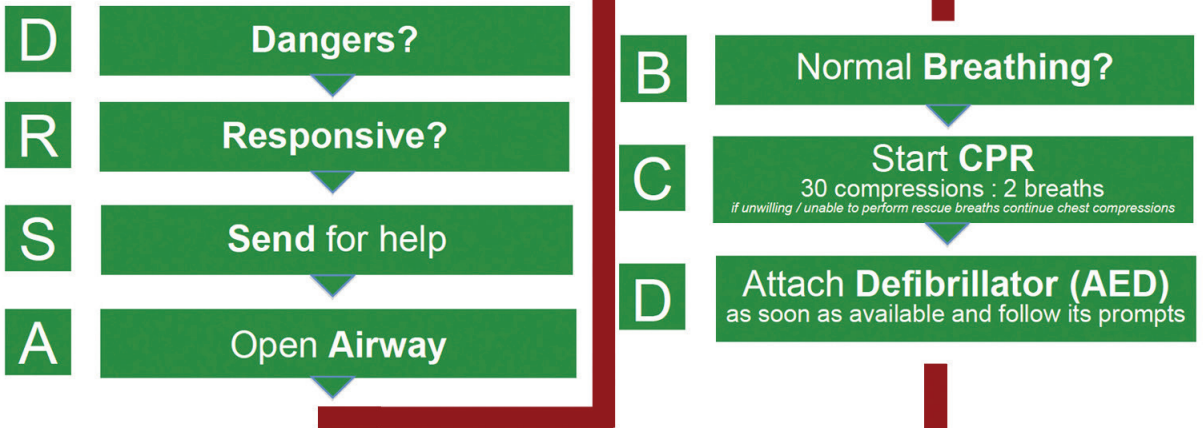 D
Dangers?
R
Responsive?
S
Send for help
A
Open Airway
B
Normal Breathing?
C
Start CPR
30 compressions : 2 breaths
if unwilling / unable to perform rescue breaths continue chest compressions
D
Attach Defibrillator (AED)
as soon as available and follow its prompts